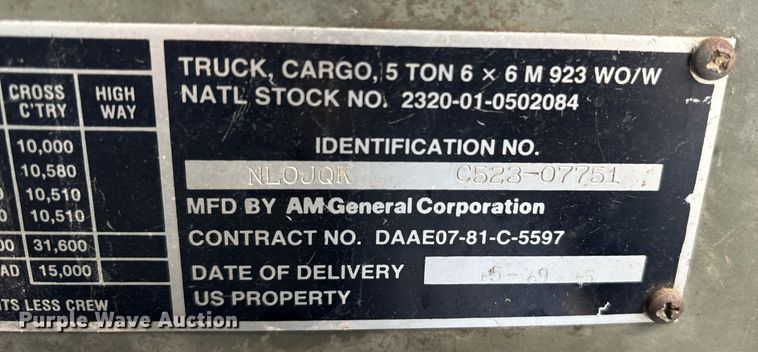 CROSS C'TRY HIGH WAY
10,000
10,580
10,510
10,510
31,600
15,000
LESS CREW
TRUCK, CARGO, 5 TON 6 × 6 M 923 WO/W
NATL STOCK NO. 2320-01-0502084
IDENTIFICATION NO.
NL0JQK C523-07751
MFD BY AM General Corporation
CONTRACT NO. DAAE07-81-C-5597
DATE OF DELIVERY
US PROPERTY
Purple Wave Auction